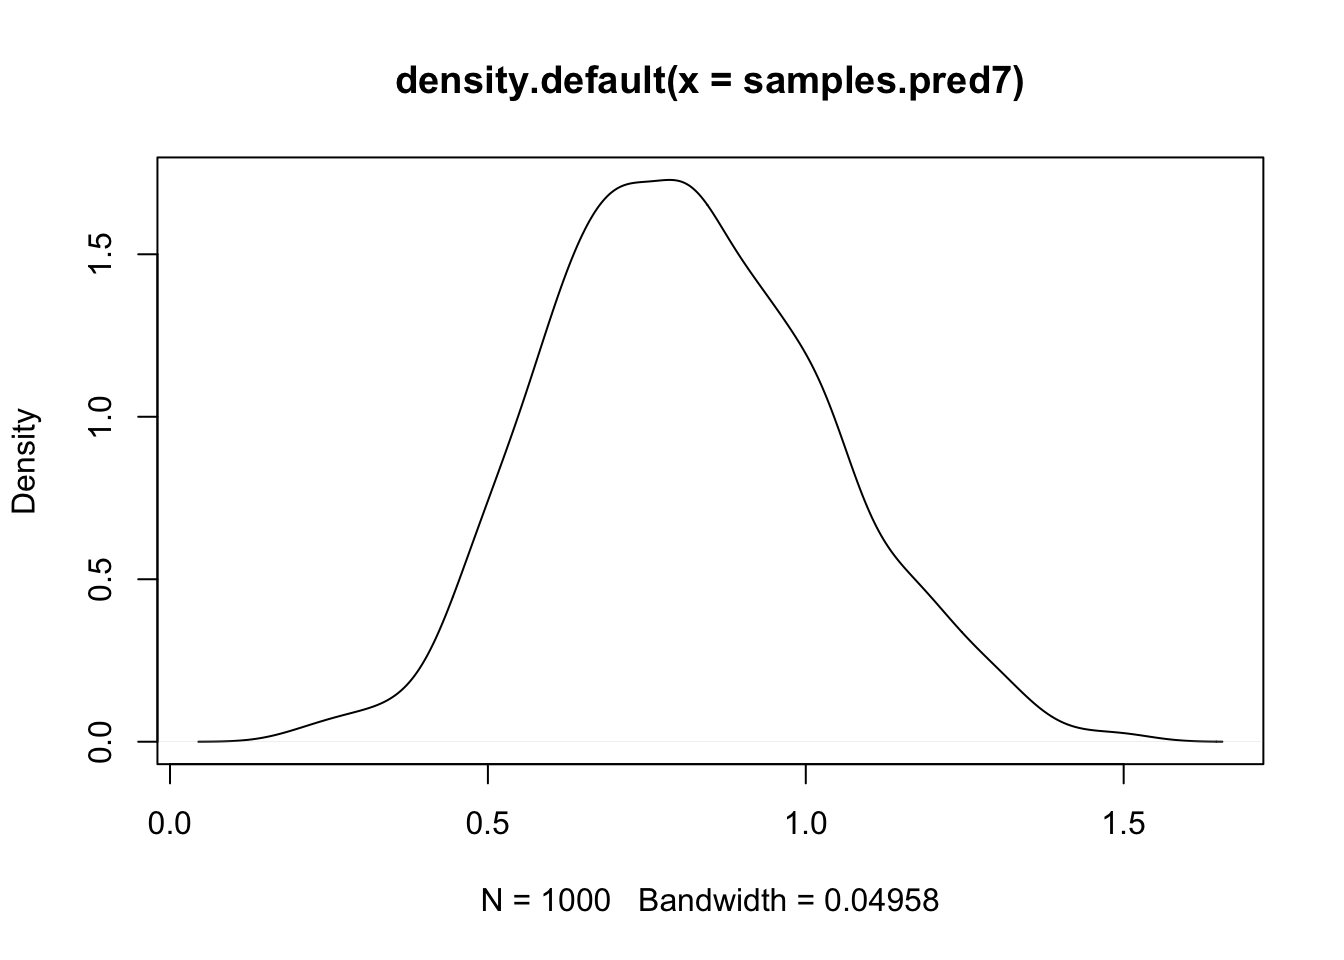 density.default(x = samples.pred7)
Density
1.5
1.0
0.5
0.0
0.0 0.5 1.0 1.5
N = 1000 Bandwidth = 0.04958